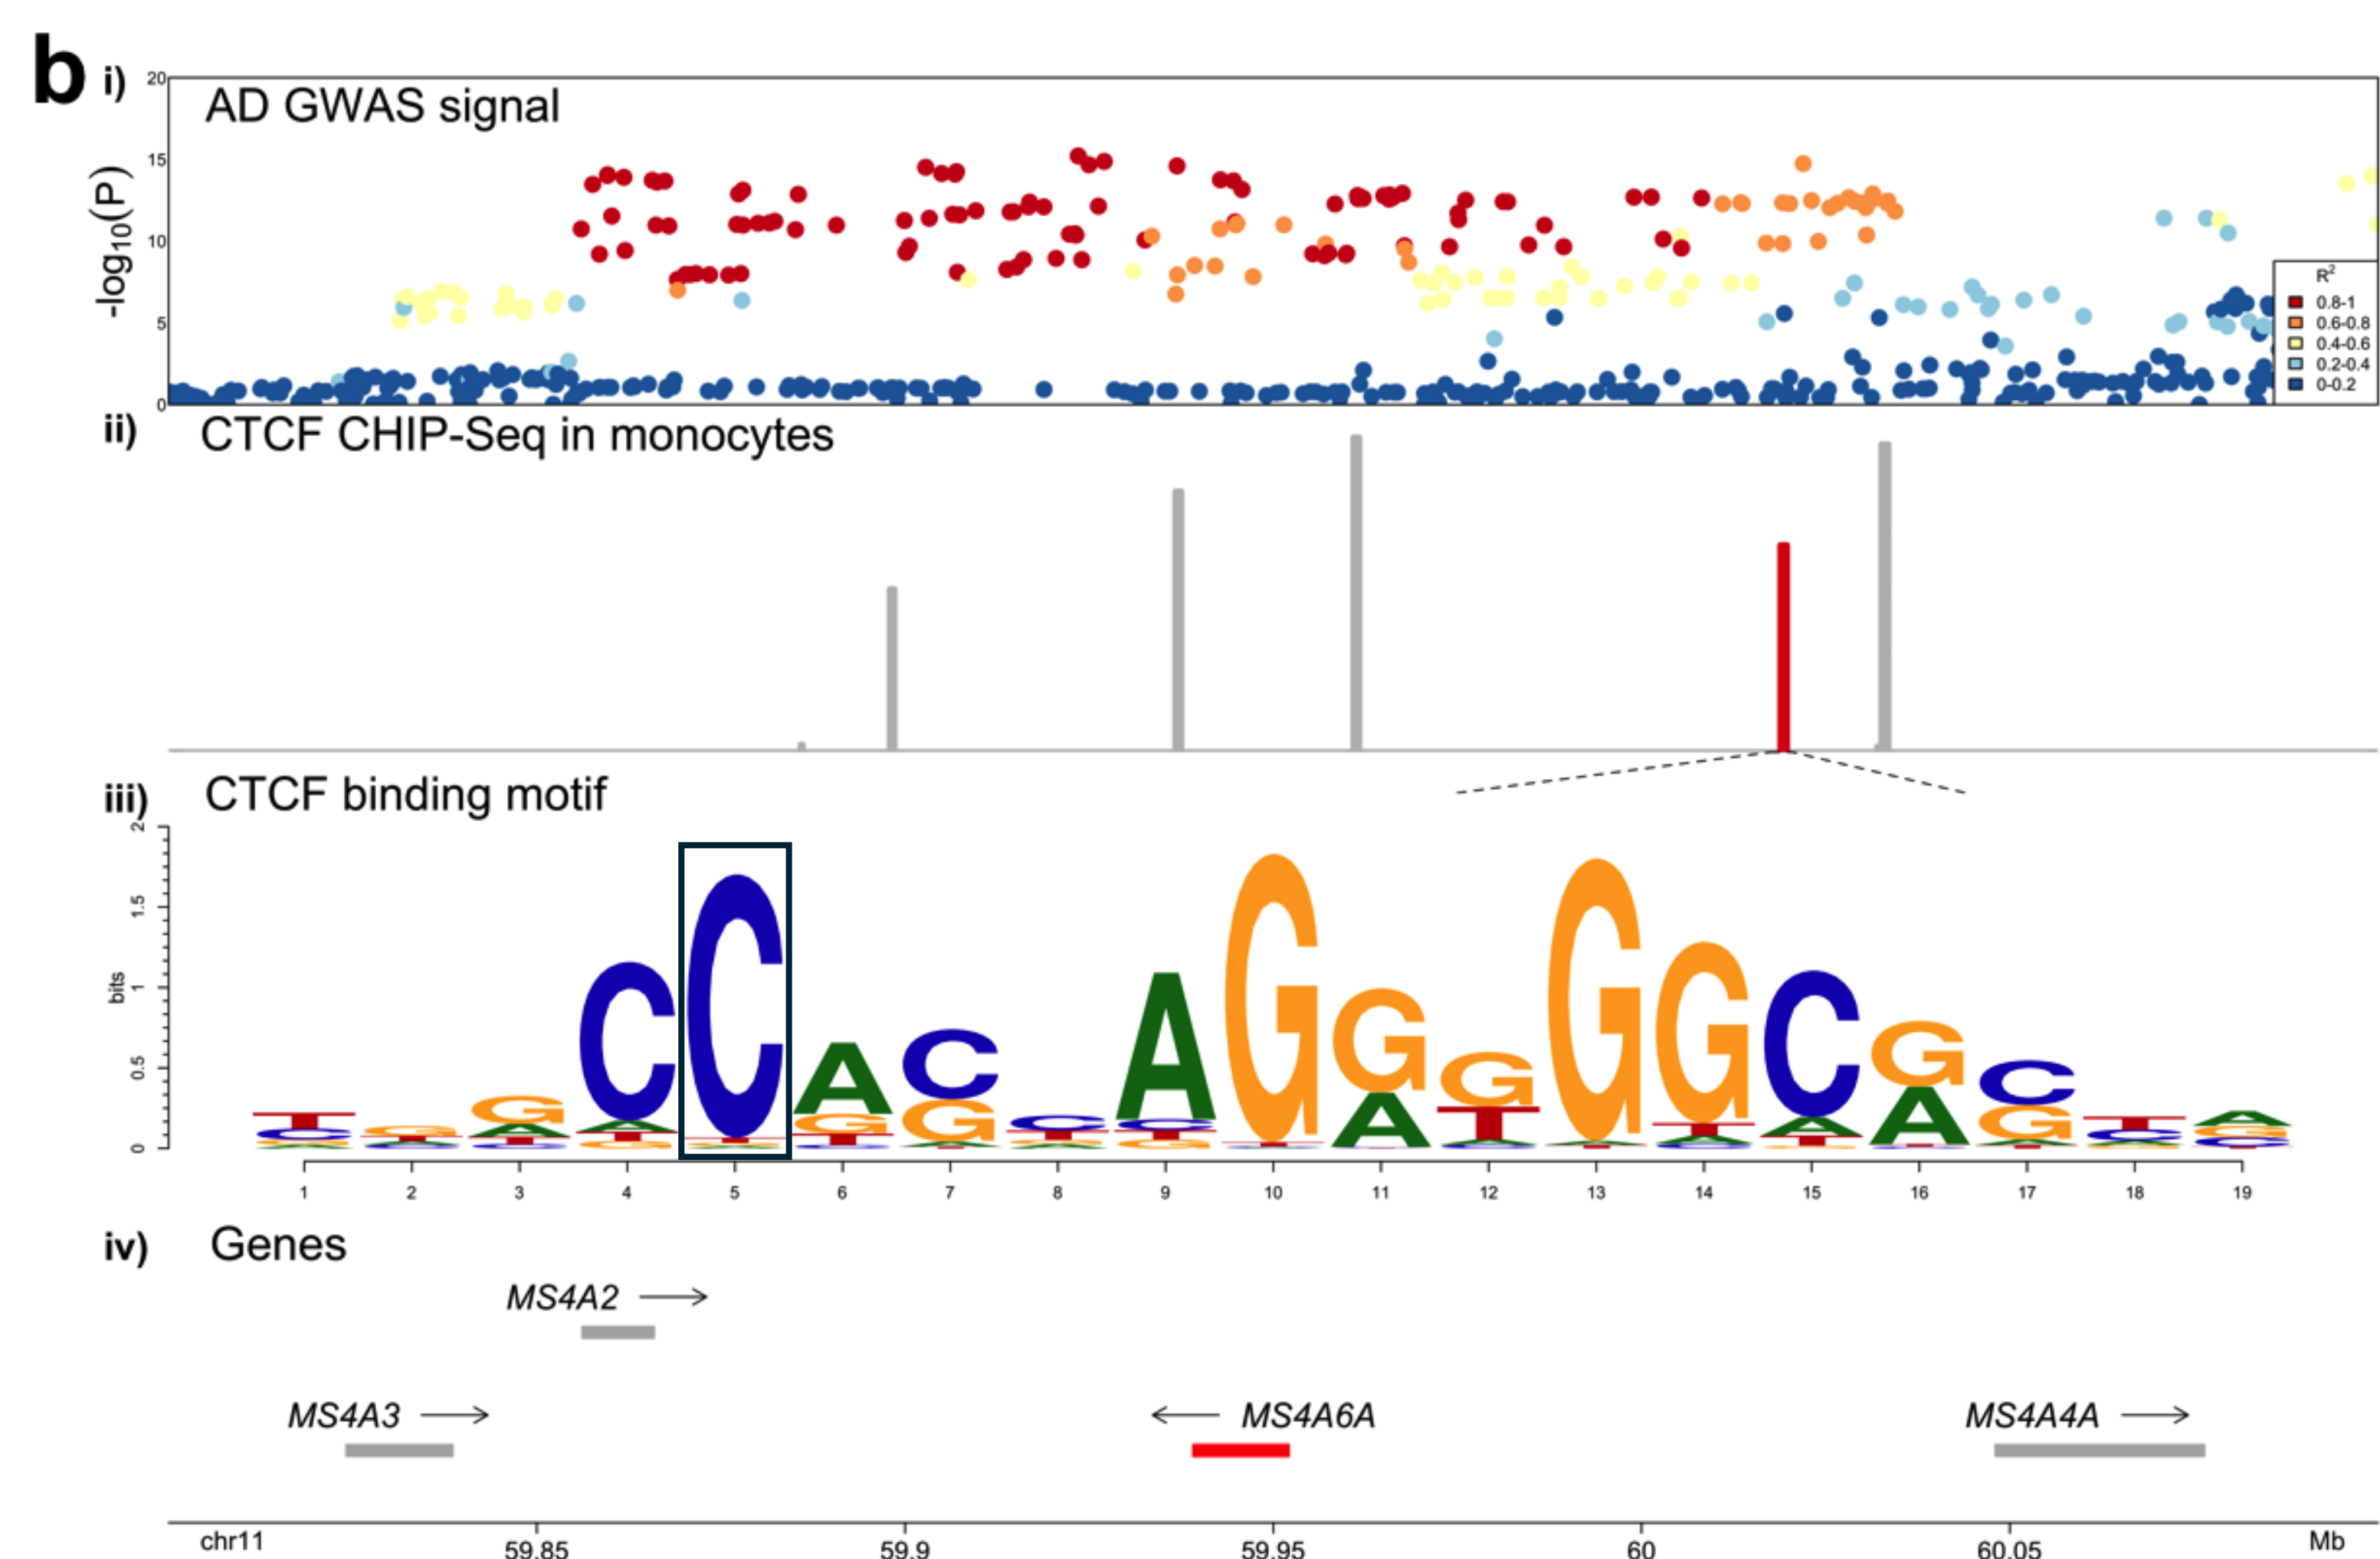 b i)
20
AD GWAS signal
15
10
5
0
-log10(P)
R2
0.8-1
0.6-0.8
0.4-0.6
0.2-0.4
0-0.2
ii) CTCF CHIP-Seq in monocytes
iii) CTCF binding motif
2
1.5
1
0.5
0
bits
C C A C A G G G G G C G C
1 2 3 4 5 6 7 8 9 10 11 12 13 14 15 16 17 18 19
iv) Genes
MS4A2
MS4A3 MS4A6A MS4A4A
chr11 59.85 59.9 59.95 60 60.05 Mb